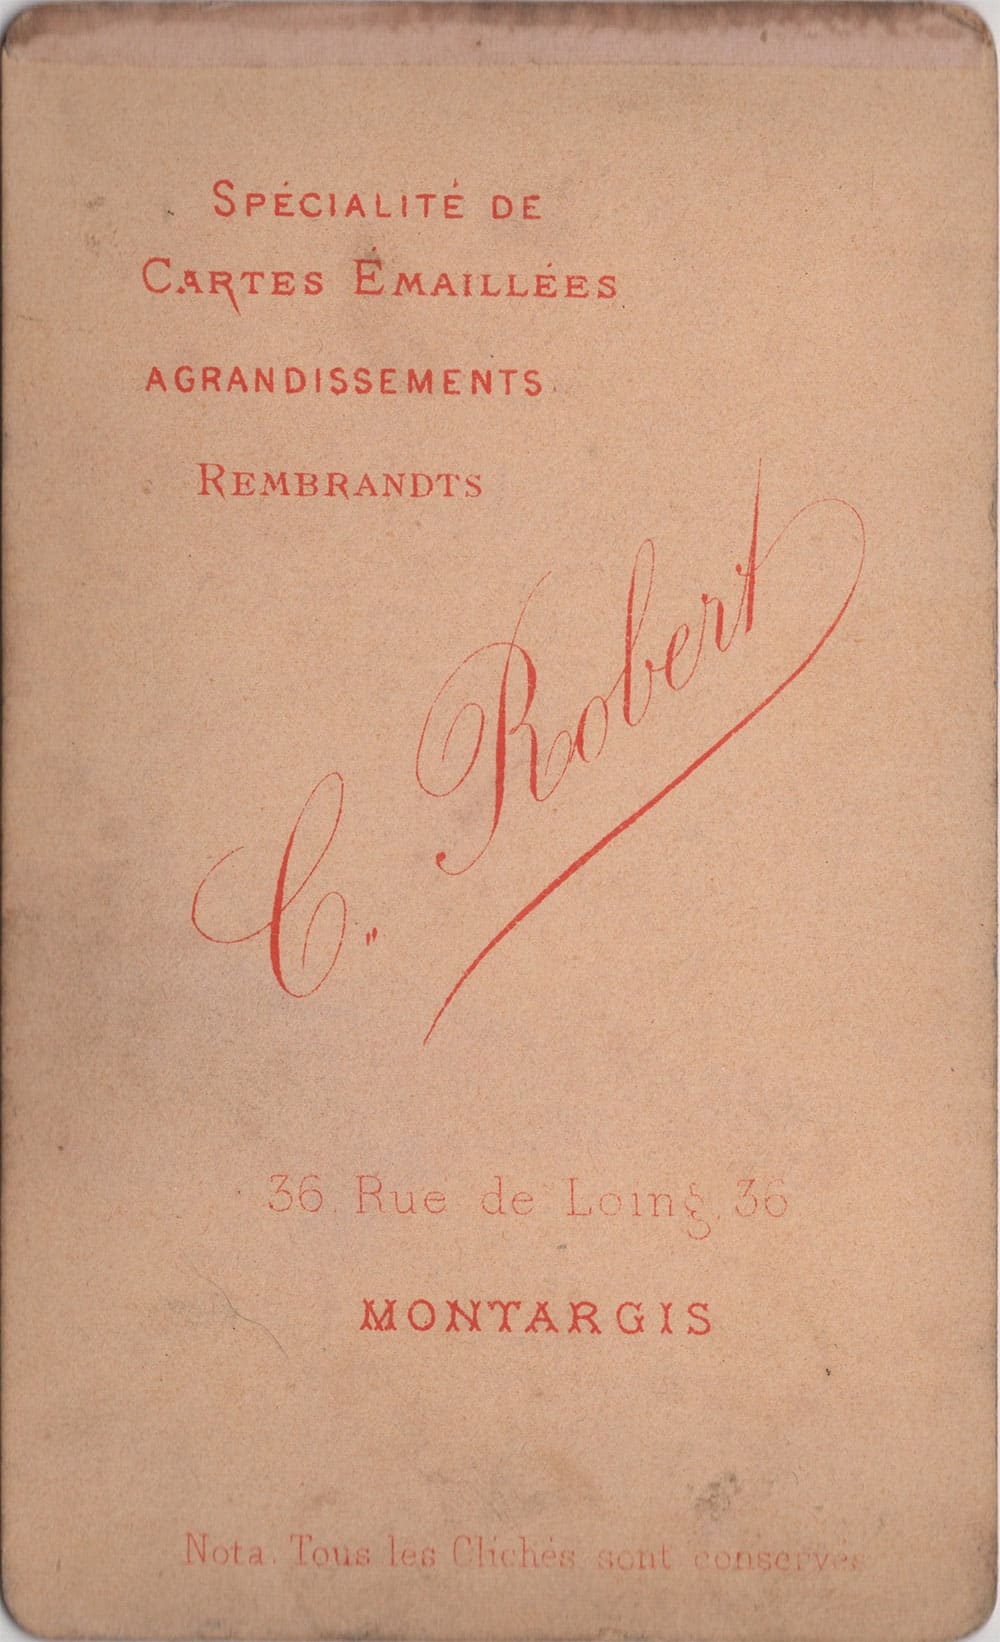 SPÉCIALITÉ DE
CARTES ÉMAILLÉES
AGRANDISSEMENTS
REMBRANDTS
C. Robert
36. Rue de Loing. 36
MONTARGIS
Nota. Tous les Clichés sont conservés